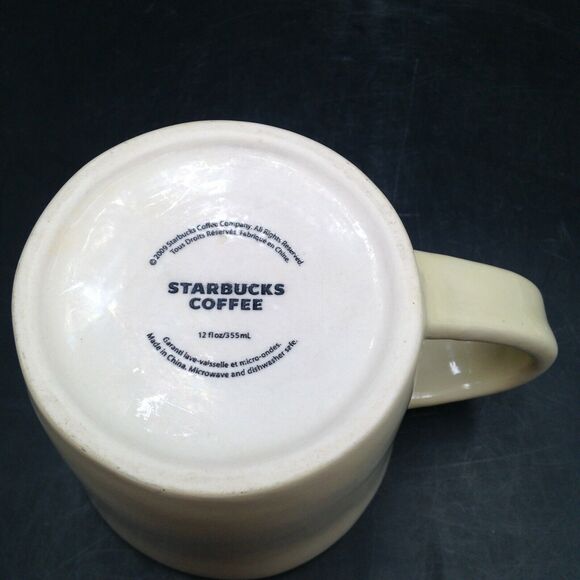 © 2009 Starbucks Coffee Company. All Rights Reserved.
Tous Droits Réservés. Fabriqué en Chine.
STARBUCKS
COFFEE
12 fl oz/355mL
Garanti lave-vaisselle et micro-ondes.
Made in China. Microwave and dishwasher safe.